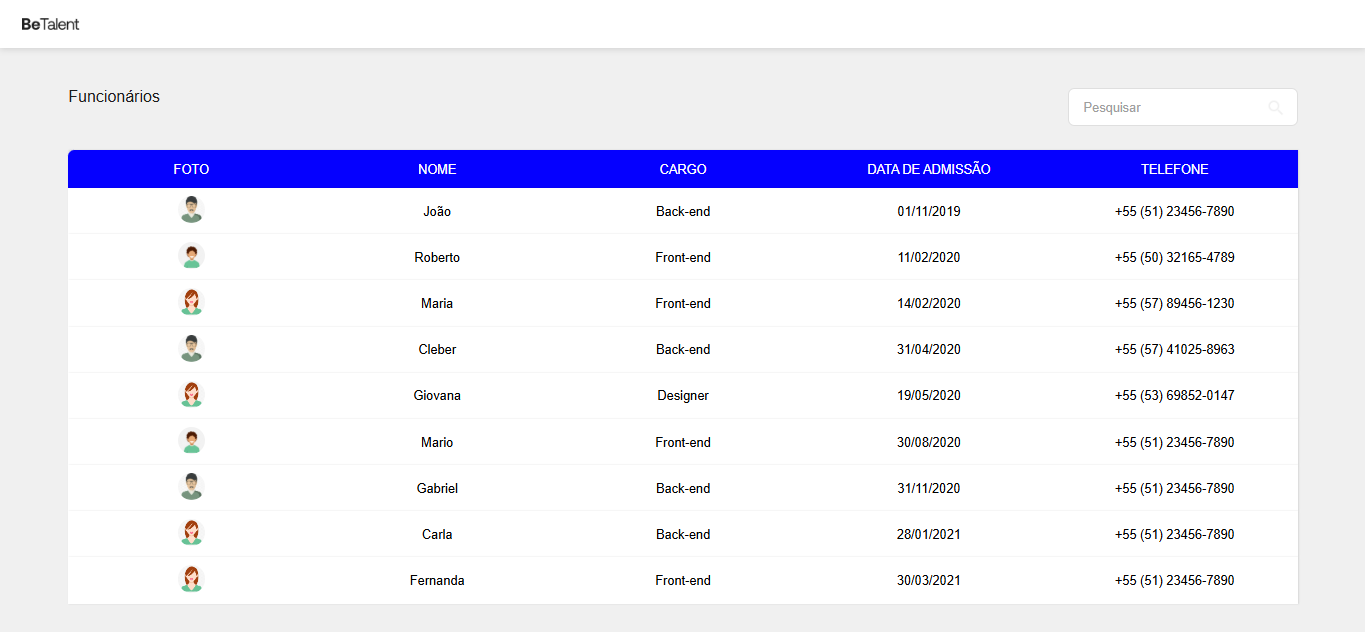 BeTalent
Funcionários
Pesquisar
FOTO NOME CARGO DATA DE ADMISSÃO TELEFONE
João Back-end 01/11/2019 +55 (51) 23456-7890
Roberto Front-end 11/02/2020 +55 (50) 32165-4789
Maria Front-end 14/02/2020 +55 (57) 89456-1230
Cleber Back-end 31/04/2020 +55 (57) 41025-8963
Giovana Designer 19/05/2020 +55 (53) 69852-0147
Mario Front-end 30/08/2020 +55 (51) 23456-7890
Gabriel Back-end 31/11/2020 +55 (51) 23456-7890
Carla Back-end 28/01/2021 +55 (51) 23456-7890
Fernanda Front-end 30/03/2021 +55 (51) 23456-7890